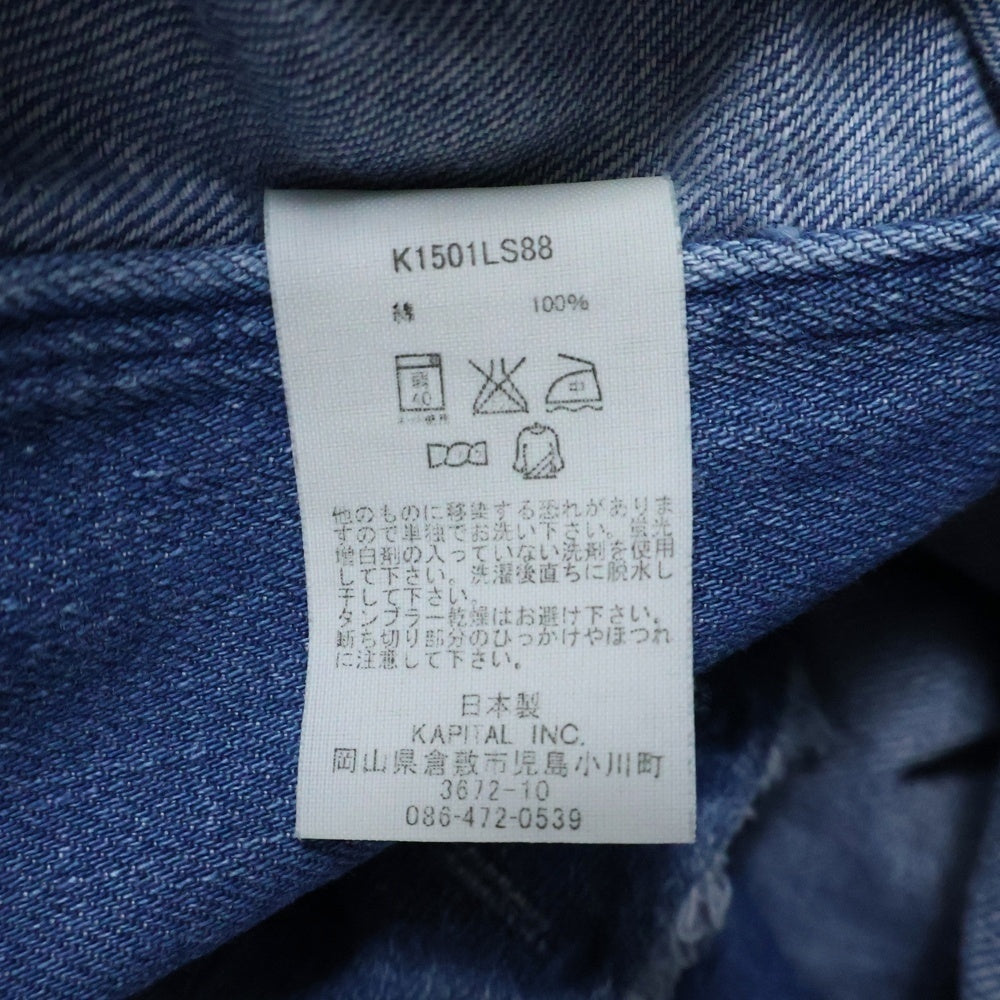 K1501LS88
綿 100%
40
中
他のものに移染する恐れがありま
すので単独でお洗い下さい。蛍光
増白剤の入っていない洗剤を使用
して下さい。洗濯後直ちに脱水し
干して下さい。
タンブラー乾燥はお避け下さい。
断ち切り部分のひっかけやほつれ
に注意して下さい。
日本製
KAPITAL INC.
岡山県倉敷市児島小川町
3672-10
086-472-0539